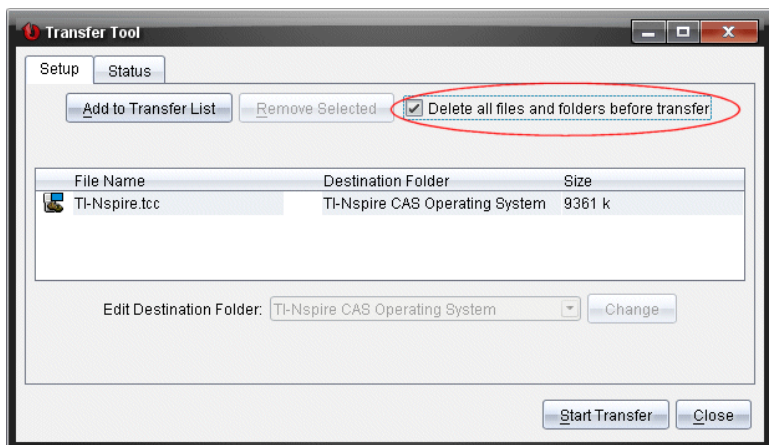 Transfer Tool
Setup Status
Add to Transfer List Remove Selected Delete all files and folders before transfer
File Name Destination Folder Size
TI-Nspire.tcc TI-Nspire CAS Operating System 9361 k
Edit Destination Folder: TI-Nspire CAS Operating System Change
Start Transfer Close